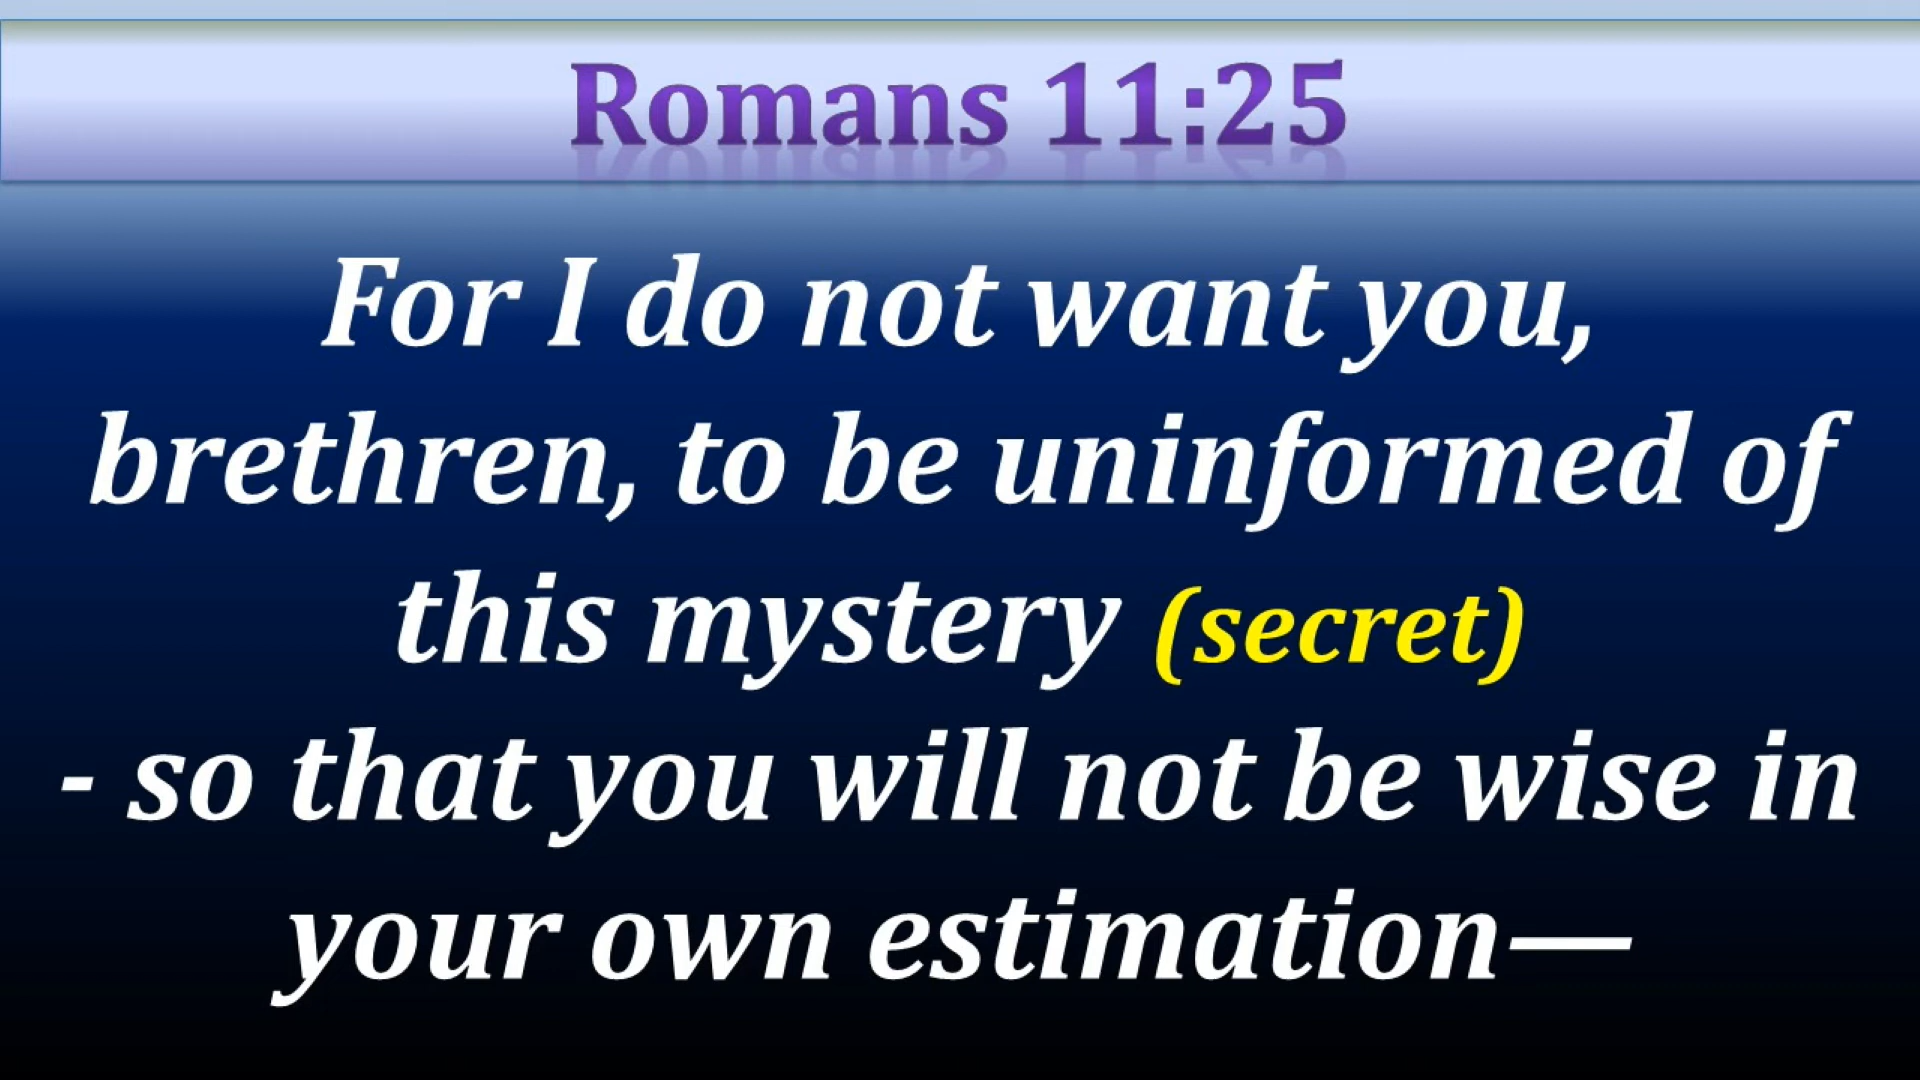 Romans 11:25
For I do not want you,
brethren, to be uninformed of
this mystery (secret)
- so that you will not be wise in
your own estimation—